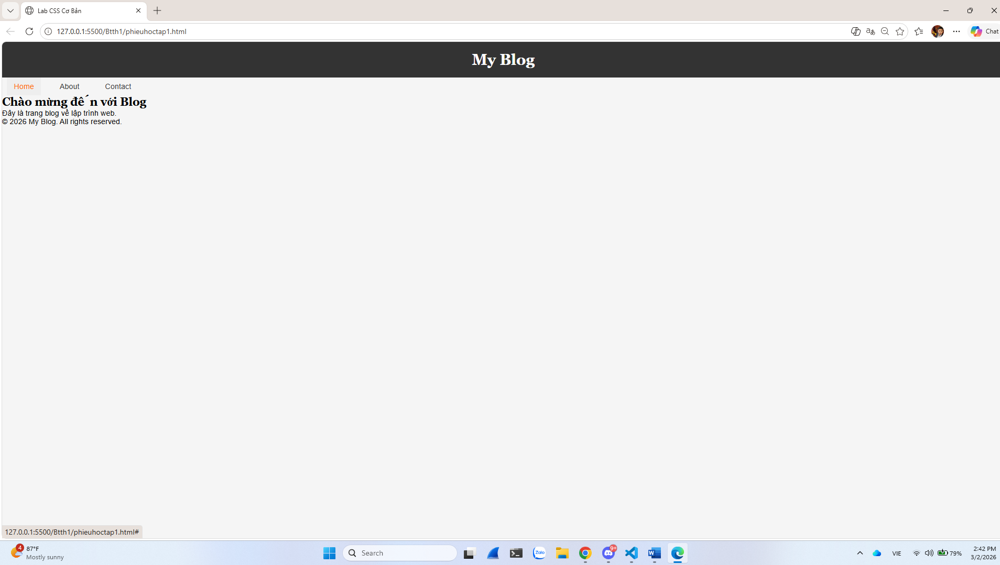 Lab CSS Cơ Bản
127.0.0.1:5500/Btth1/phieuhoctap1.html
Chat
My Blog
Home About Contact
Chào mừng đến với Blog
Đây là trang blog về lập trình web.
© 2026 My Blog. All rights reserved.
127.0.0.1:5500/Btth1/phieuhoctap1.html#
4
87°F
Mostly sunny
Search
Zalo
9+
W
VIE
79%
2:42 PM
3/2/2026